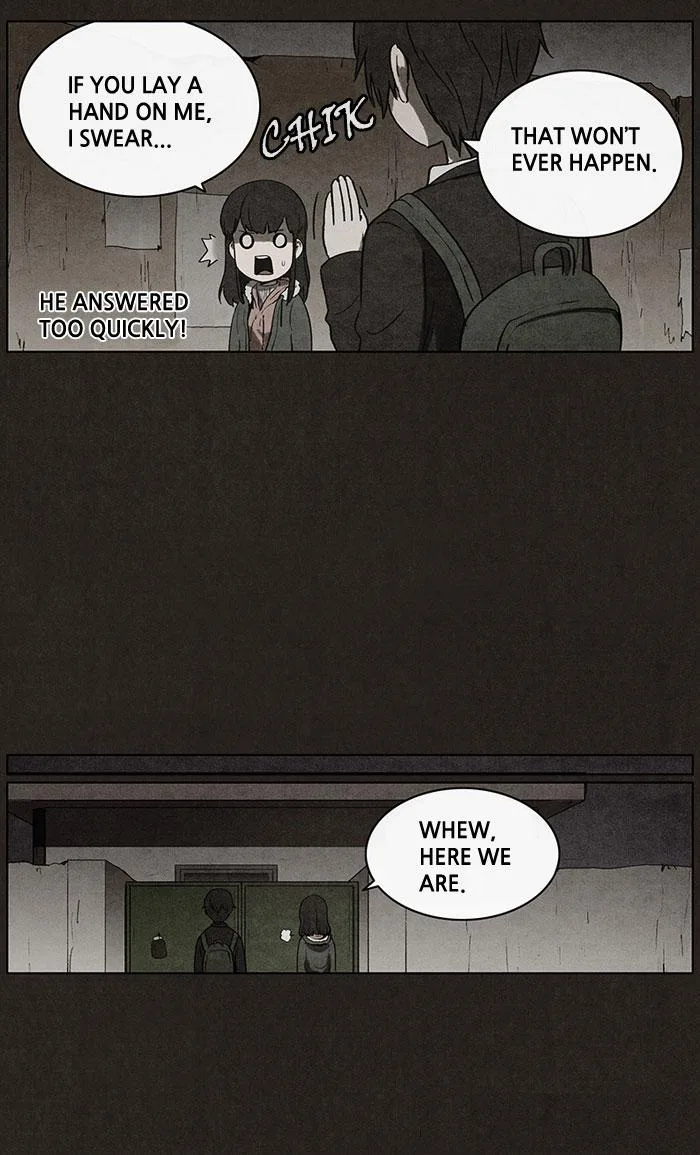 IF YOU LAY A
HAND ON ME,
I SWEAR...
CHIK
THAT WON'T
EVER HAPPEN.
HE ANSWERED
TOO QUICKLY!
WHEW,
HERE WE
ARE.